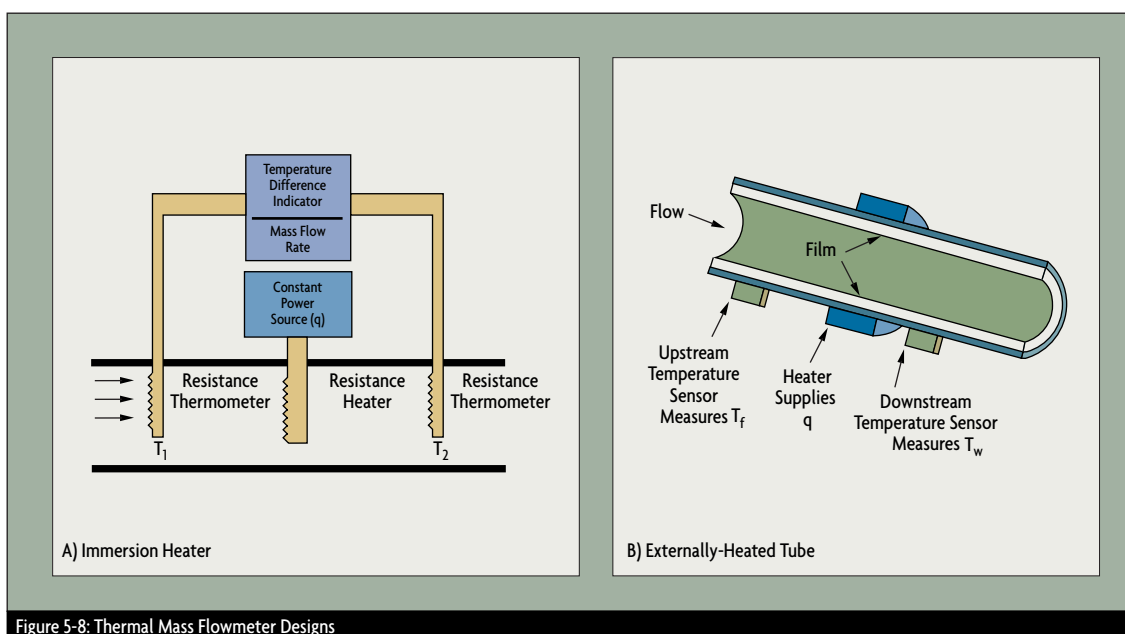 Temperature
Difference
Indicator
Mass Flow
Rate
Constant
Power
Source (q)
Resistance
Thermometer
Resistance
Heater
Resistance
Thermometer
T₁
T₂
A) Immersion Heater
Flow
Film
Upstream
Temperature
Sensor
Measures T_f
Heater
Supplies
q
Downstream
Temperature Sensor
Measures T_w
B) Externally-Heated Tube
Figure 5-8: Thermal Mass Flowmeter Designs